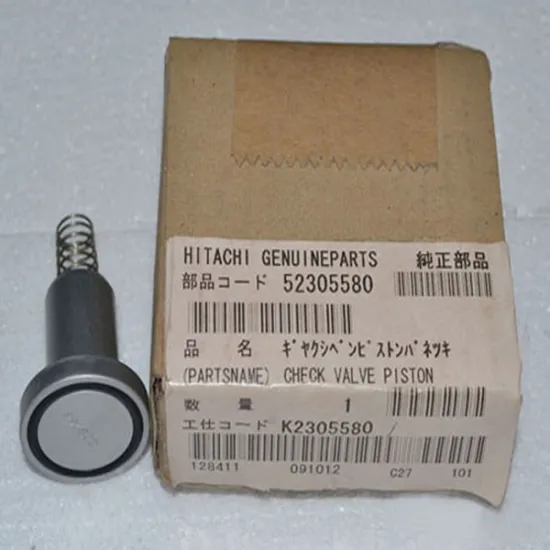 HITACHI GENUINEPARTS 純正部品
部品コード 52305580
品 名 ギヤクシベンピストンバネツキ
(PARTSNAME) CHECK VALVE PISTON
数 量 1
工仕コード K2305580
128411 091012 C27 101